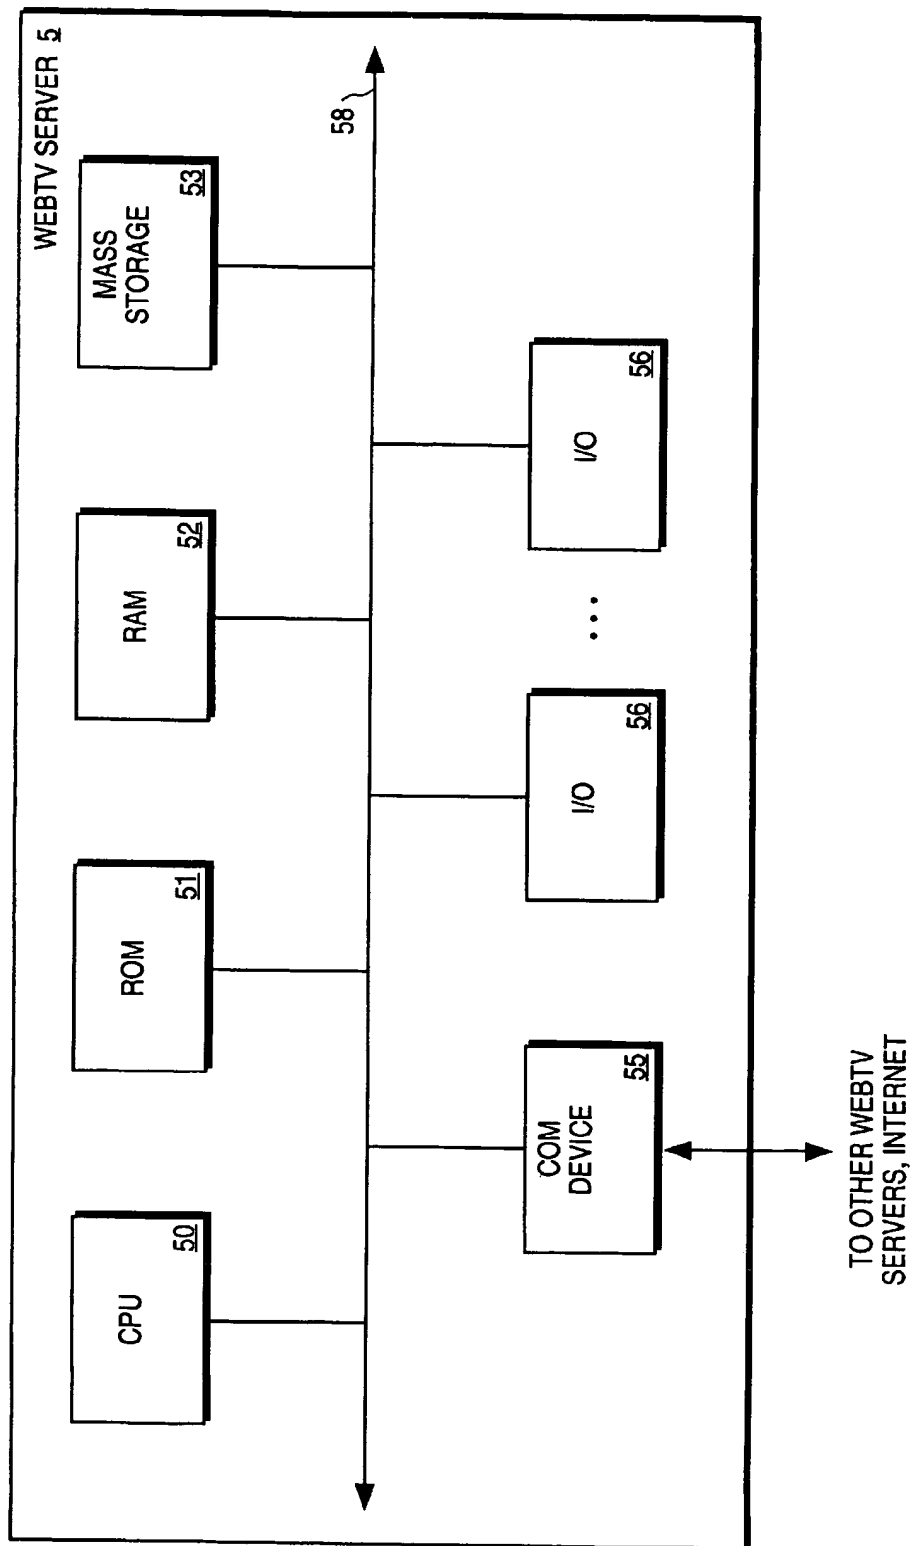 WEBTV SERVER 5
CPU
50
ROM
51
RAM
52
MASS
STORAGE
53
58
COM
DEVICE
55
I/O
56
...
I/O
56
TO OTHER WEBTV
SERVERS, INTERNET